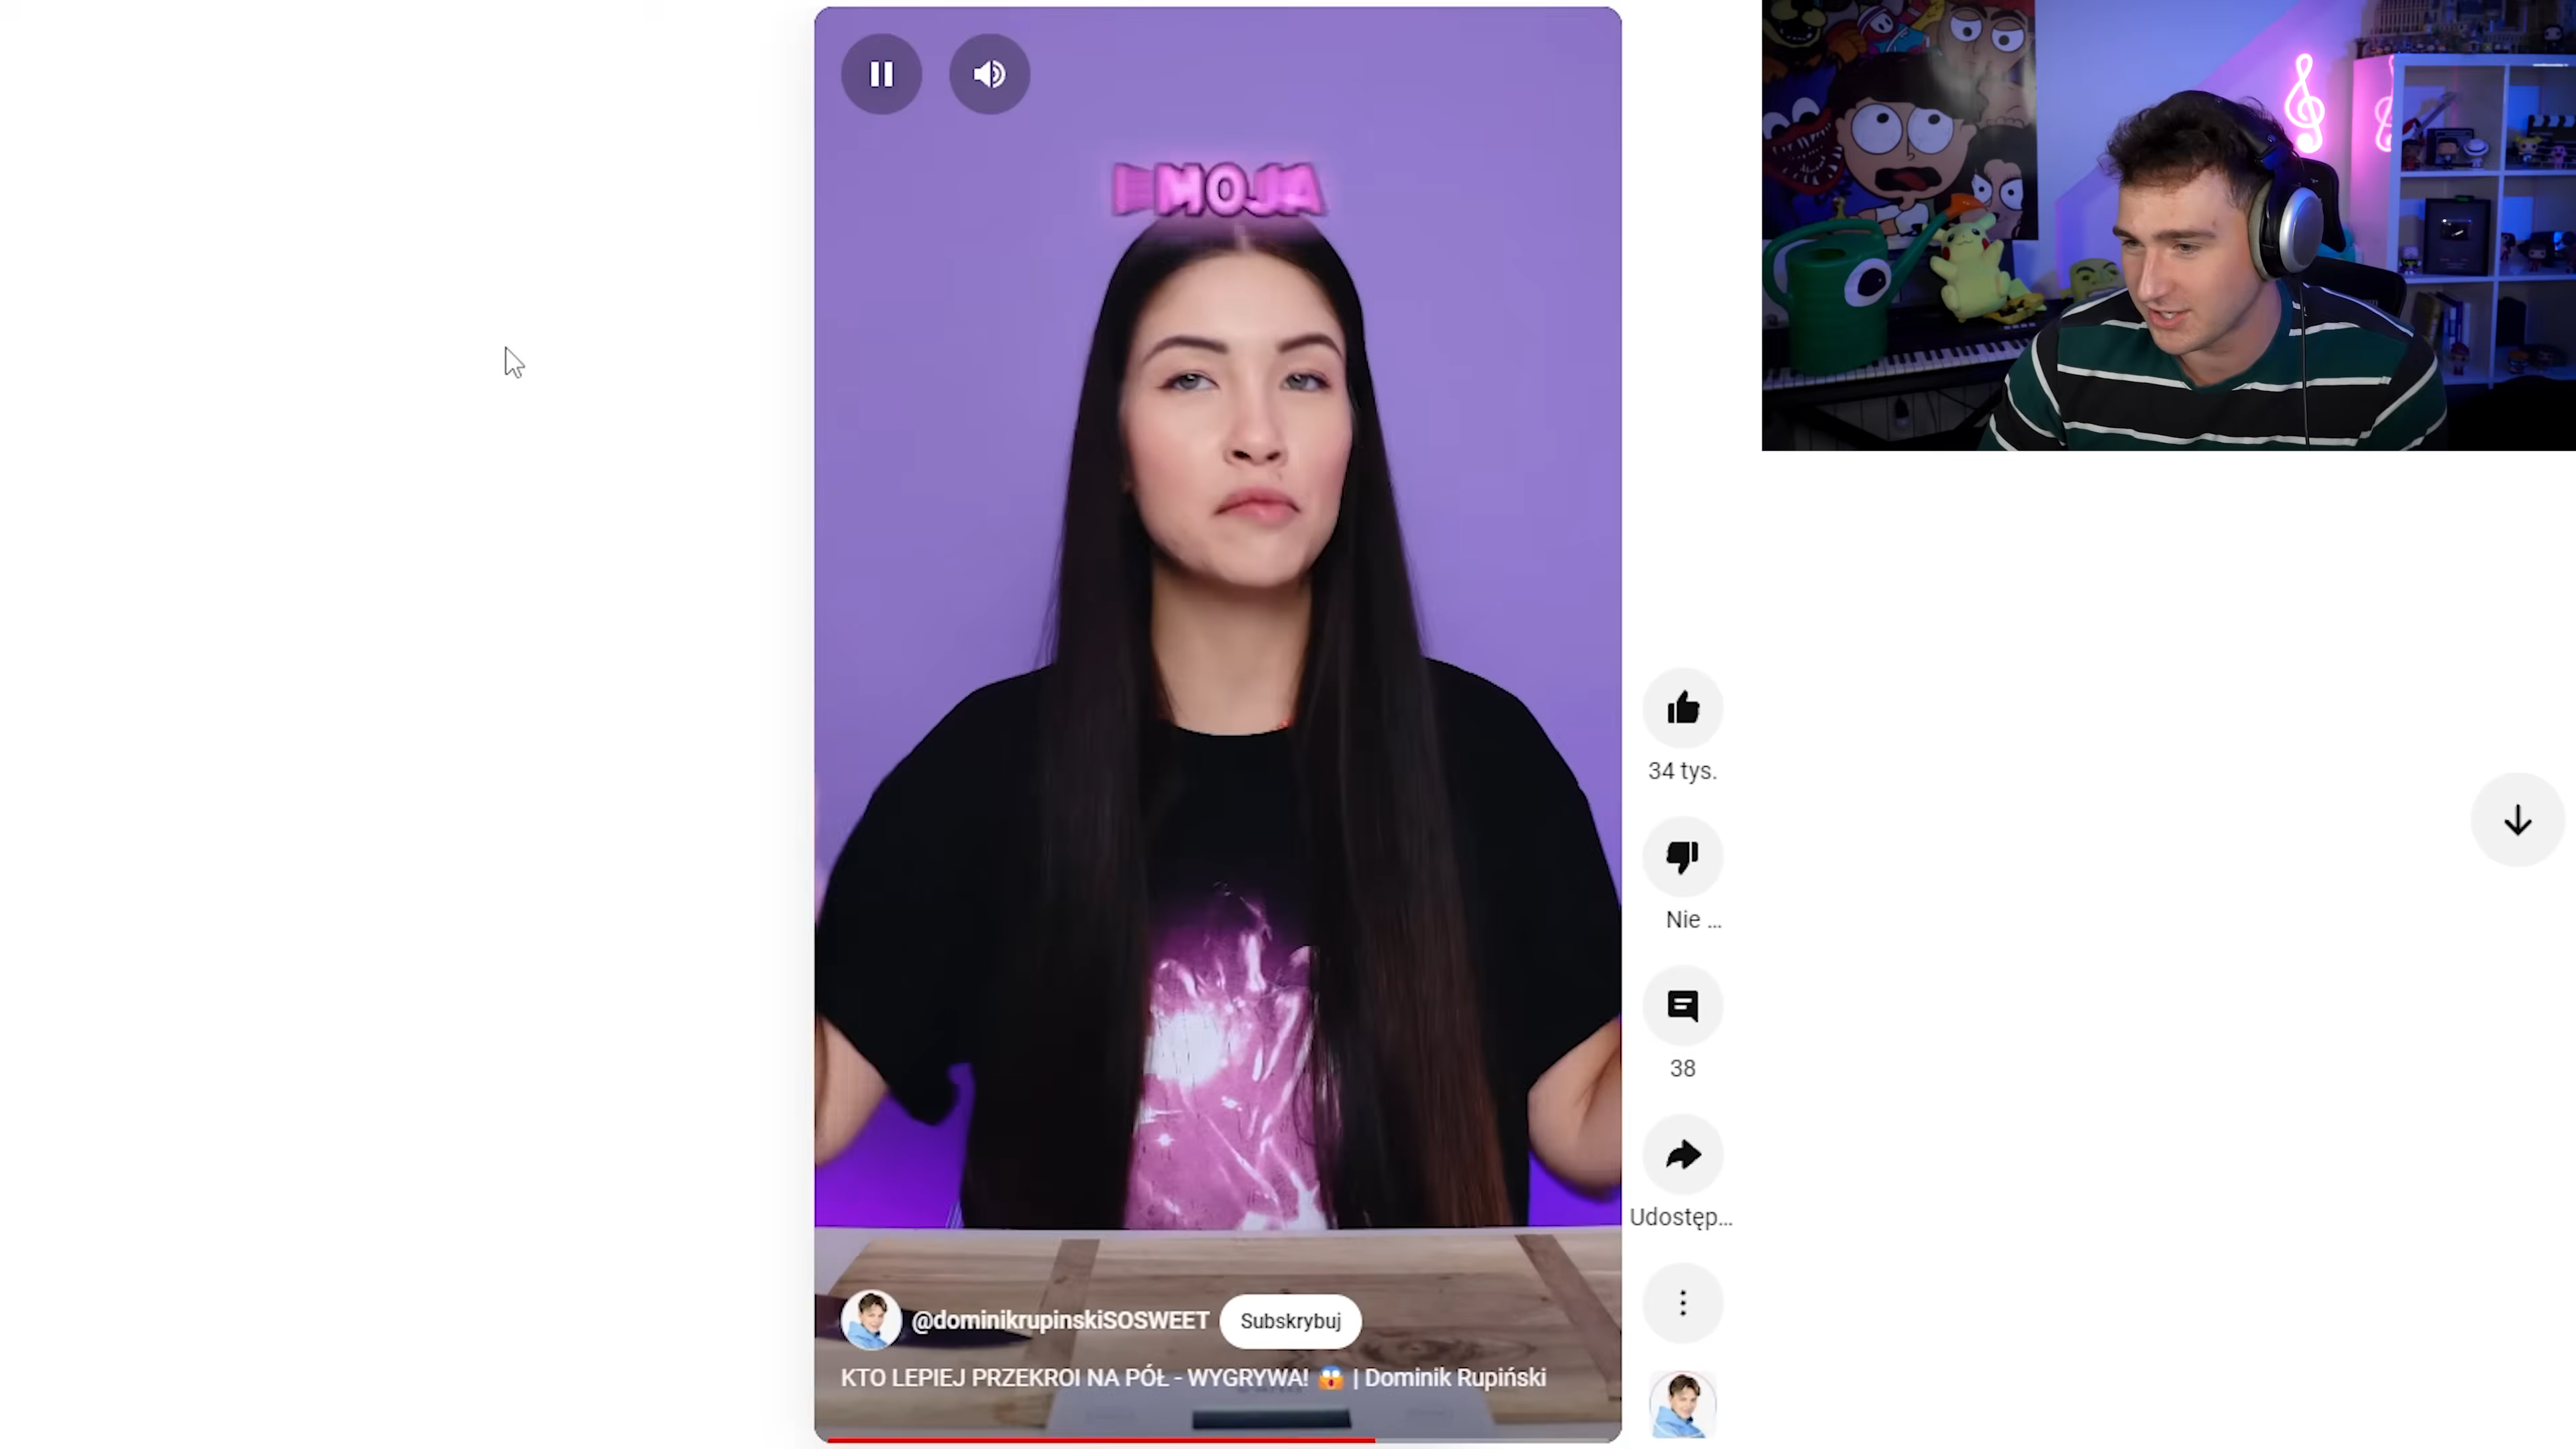 MOJA
34 tys.
Nie ...
38
Udostęp...
@dominikrupinskiSOSWEET Subskrybuj
KTO LEPIEJ PRZEKROI NA PÓŁ - WYGRYWA! 😱 | Dominik Rupiński